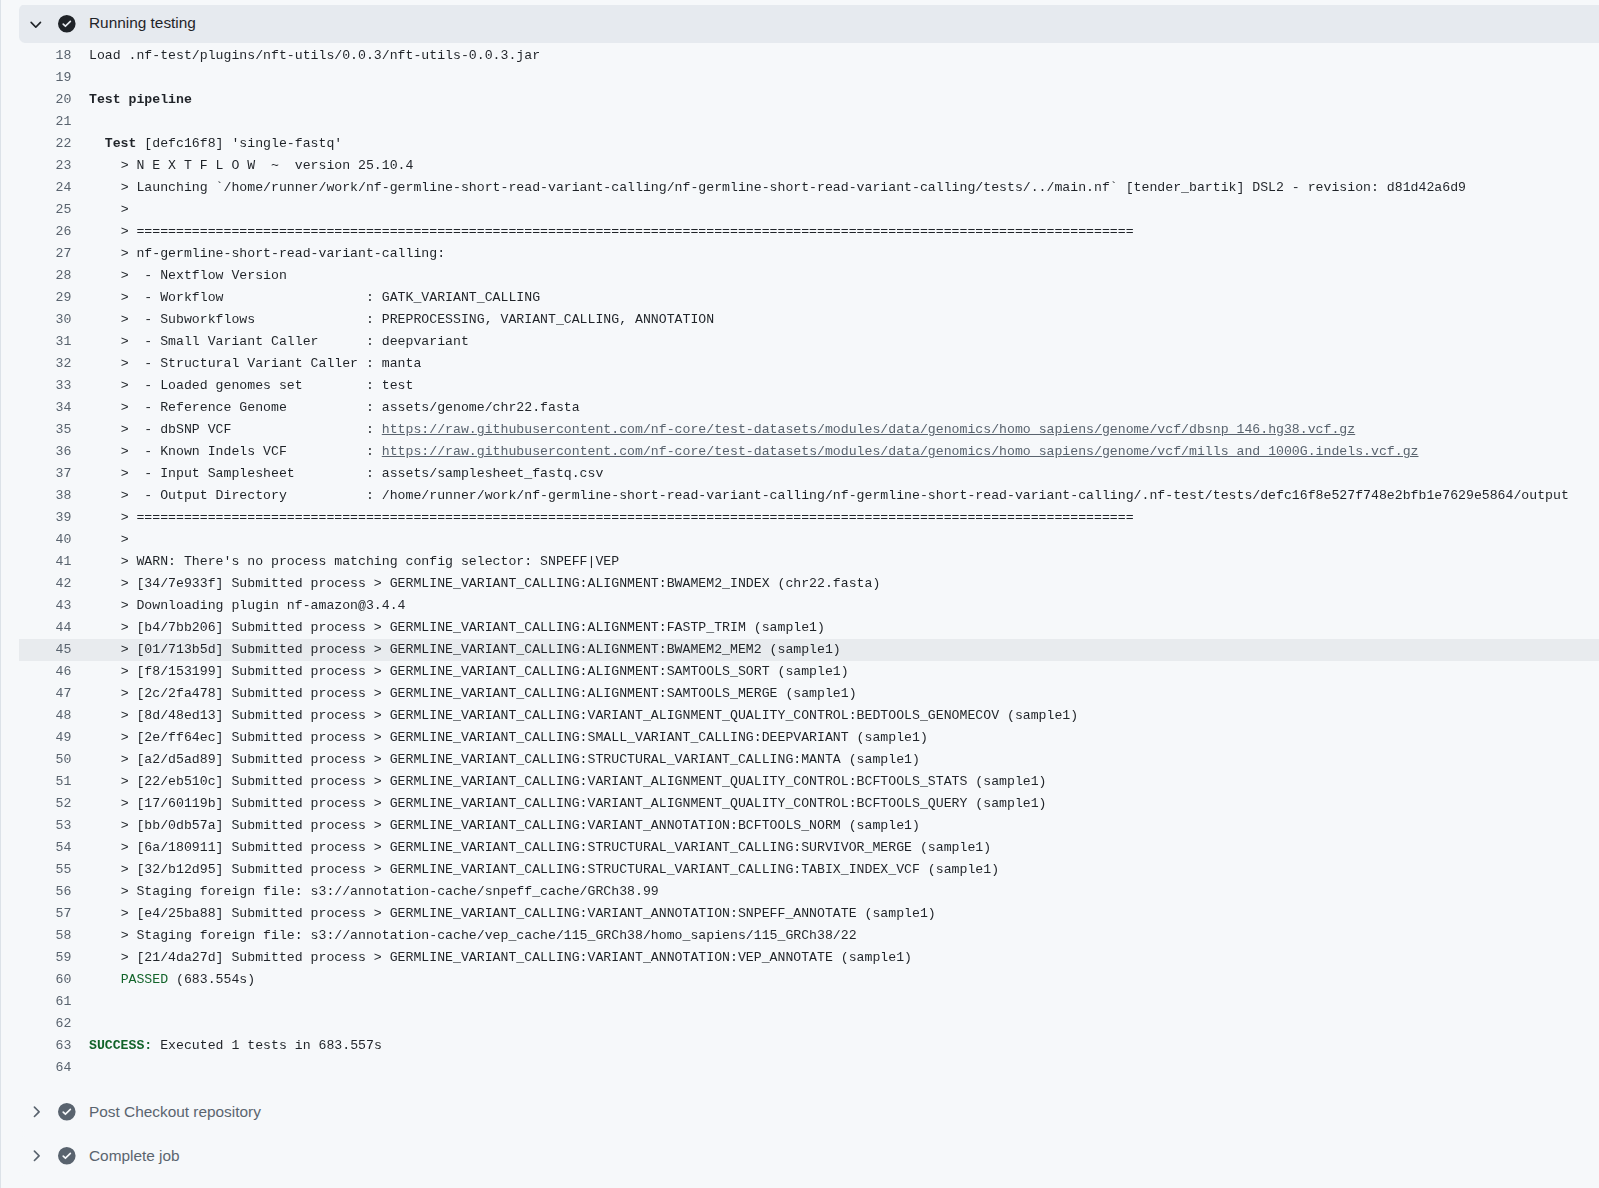 Running testing
18 Load .nf-test/plugins/nft-utils/0.0.3/nft-utils-0.0.3.jar
19
20 Test pipeline
21
22   Test [defc16f8] 'single-fastq'
23     > N E X T F L O W  ~  version 25.10.4
24     > Launching `/home/runner/work/nf-germline-short-read-variant-calling/nf-germline-short-read-variant-calling/tests/../main.nf` [tender_bartik] DSL2 - revision: d81d42a6d9
25     >
26     > ==============================================================================================================================
27     > nf-germline-short-read-variant-calling:
28     >  - Nextflow Version
29     >  - Workflow                  : GATK_VARIANT_CALLING
30     >  - Subworkflows              : PREPROCESSING, VARIANT_CALLING, ANNOTATION
31     >  - Small Variant Caller      : deepvariant
32     >  - Structural Variant Caller : manta
33     >  - Loaded genomes set        : test
34     >  - Reference Genome          : assets/genome/chr22.fasta
35     >  - dbSNP VCF                 : https://raw.githubusercontent.com/nf-core/test-datasets/modules/data/genomics/homo_sapiens/genome/vcf/dbsnp_146.hg38.vcf.gz
36     >  - Known Indels VCF          : https://raw.githubusercontent.com/nf-core/test-datasets/modules/data/genomics/homo_sapiens/genome/vcf/mills_and_1000G.indels.vcf.gz
37     >  - Input Samplesheet         : assets/samplesheet_fastq.csv
38     >  - Output Directory          : /home/runner/work/nf-germline-short-read-variant-calling/nf-germline-short-read-variant-calling/.nf-test/tests/defc16f8e527f748e2bfb1e7629e5864/output
39     > ==============================================================================================================================
40     >
41     > WARN: There's no process matching config selector: SNPEFF|VEP
42     > [34/7e933f] Submitted process > GERMLINE_VARIANT_CALLING:ALIGNMENT:BWAMEM2_INDEX (chr22.fasta)
43     > Downloading plugin nf-amazon@3.4.4
44     > [b4/7bb206] Submitted process > GERMLINE_VARIANT_CALLING:ALIGNMENT:FASTP_TRIM (sample1)
45     > [01/713b5d] Submitted process > GERMLINE_VARIANT_CALLING:ALIGNMENT:BWAMEM2_MEM2 (sample1)
46     > [f8/153199] Submitted process > GERMLINE_VARIANT_CALLING:ALIGNMENT:SAMTOOLS_SORT (sample1)
47     > [2c/2fa478] Submitted process > GERMLINE_VARIANT_CALLING:ALIGNMENT:SAMTOOLS_MERGE (sample1)
48     > [8d/48ed13] Submitted process > GERMLINE_VARIANT_CALLING:VARIANT_ALIGNMENT_QUALITY_CONTROL:BEDTOOLS_GENOMECOV (sample1)
49     > [2e/ff64ec] Submitted process > GERMLINE_VARIANT_CALLING:SMALL_VARIANT_CALLING:DEEPVARIANT (sample1)
50     > [a2/d5ad89] Submitted process > GERMLINE_VARIANT_CALLING:STRUCTURAL_VARIANT_CALLING:MANTA (sample1)
51     > [22/eb510c] Submitted process > GERMLINE_VARIANT_CALLING:VARIANT_ALIGNMENT_QUALITY_CONTROL:BCFTOOLS_STATS (sample1)
52     > [17/60119b] Submitted process > GERMLINE_VARIANT_CALLING:VARIANT_ALIGNMENT_QUALITY_CONTROL:BCFTOOLS_QUERY (sample1)
53     > [bb/0db57a] Submitted process > GERMLINE_VARIANT_CALLING:VARIANT_ANNOTATION:BCFTOOLS_NORM (sample1)
54     > [6a/180911] Submitted process > GERMLINE_VARIANT_CALLING:STRUCTURAL_VARIANT_CALLING:SURVIVOR_MERGE (sample1)
55     > [32/b12d95] Submitted process > GERMLINE_VARIANT_CALLING:STRUCTURAL_VARIANT_CALLING:TABIX_INDEX_VCF (sample1)
56     > Staging foreign file: s3://annotation-cache/snpeff_cache/GRCh38.99
57     > [e4/25ba88] Submitted process > GERMLINE_VARIANT_CALLING:VARIANT_ANNOTATION:SNPEFF_ANNOTATE (sample1)
58     > Staging foreign file: s3://annotation-cache/vep_cache/115_GRCh38/homo_sapiens/115_GRCh38/22
59     > [21/4da27d] Submitted process > GERMLINE_VARIANT_CALLING:VARIANT_ANNOTATION:VEP_ANNOTATE (sample1)
60     PASSED (683.554s)
61
62
63 SUCCESS: Executed 1 tests in 683.557s
64
Post Checkout repository
Complete job